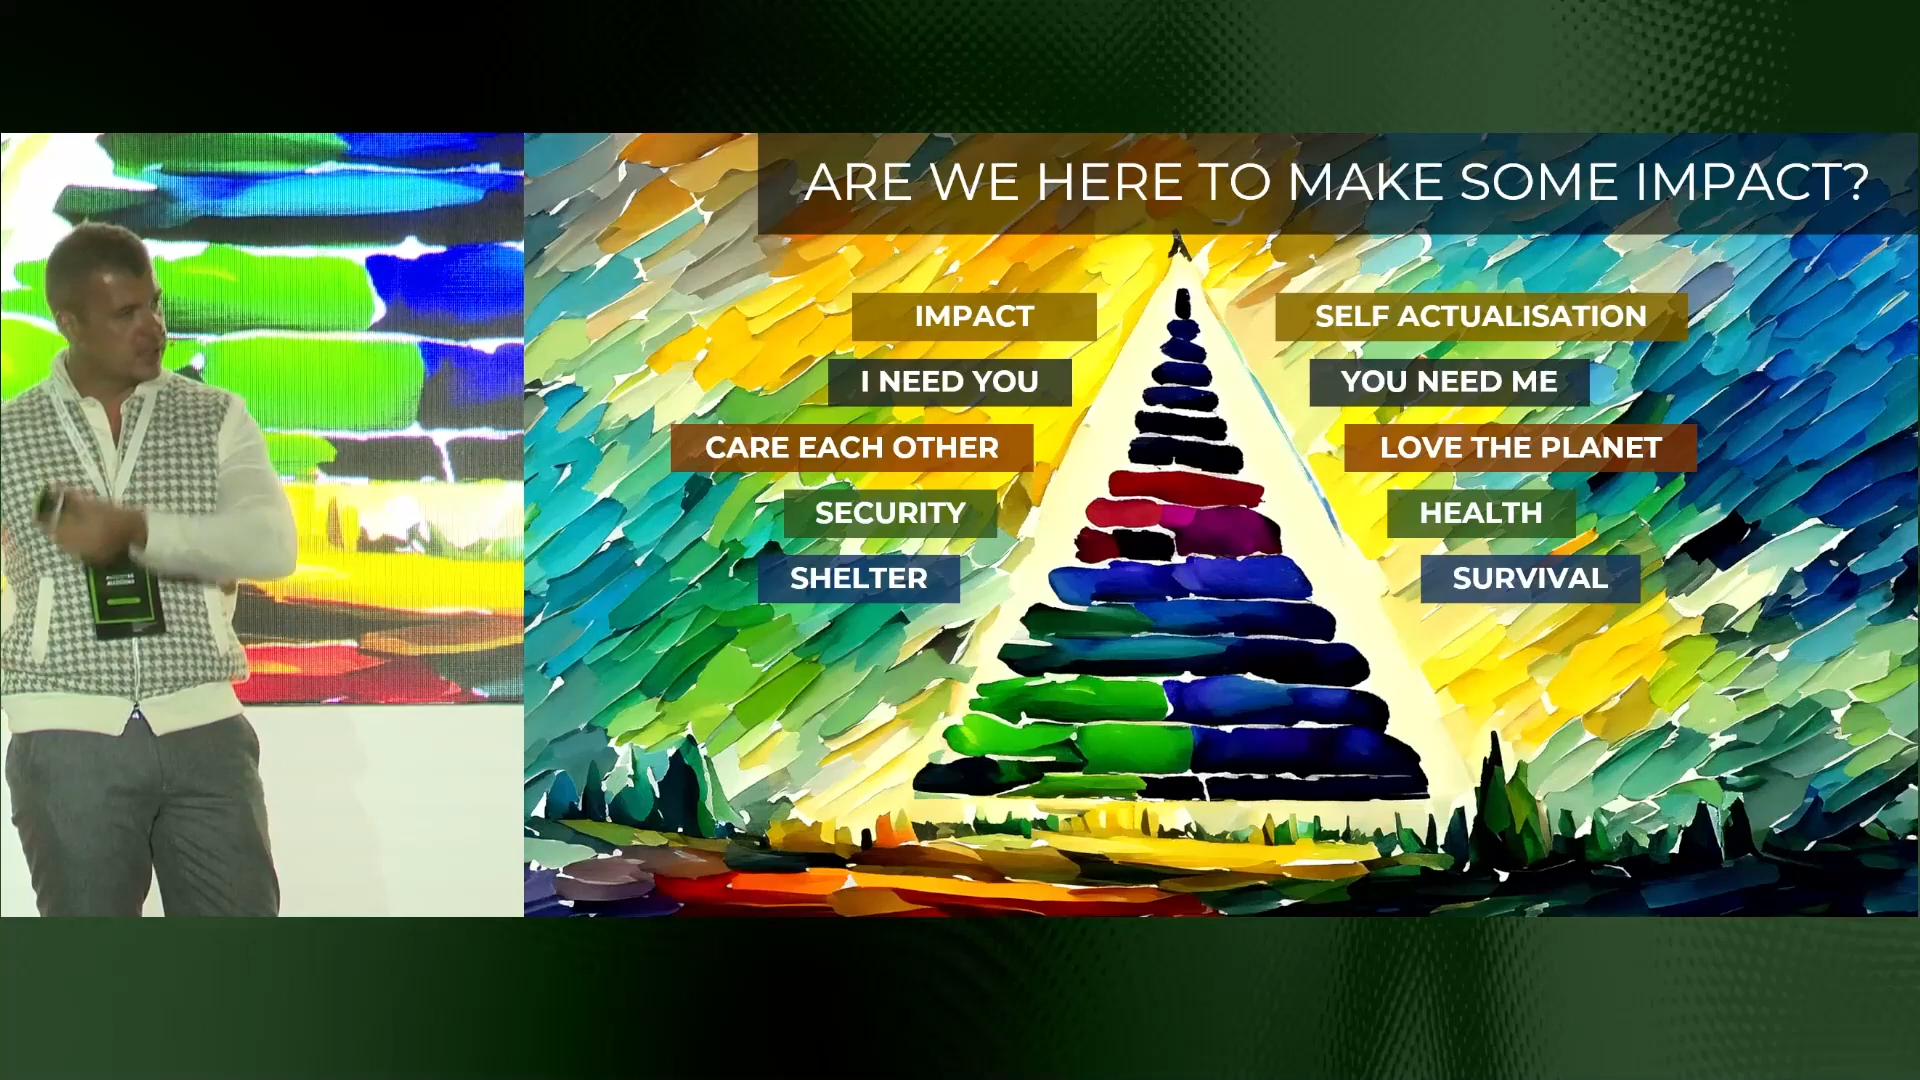 ARE WE HERE TO MAKE SOME IMPACT?
IMPACT
SELF ACTUALISATION
I NEED YOU
YOU NEED ME
CARE EACH OTHER
LOVE THE PLANET
SECURITY
HEALTH
SHELTER
SURVIVAL